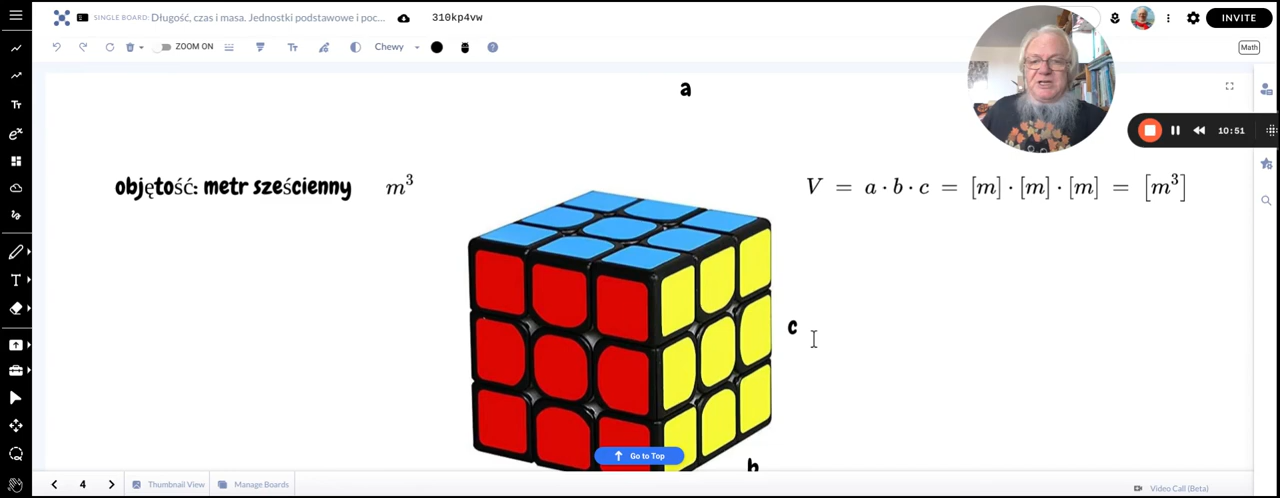 SINGLE BOARD: Długość, czas i masa. Jednostki podstawowe i poc...
310kp4vw
INVITE
ZOOM ON
Chewy
Math
a
10:51
objętość: metr sześcienny m³
V = a · b · c = [m] · [m] · [m] = [m³]
c
b
Go to Top
4
Thumbnail View
Manage Boards
Video Call (Beta)